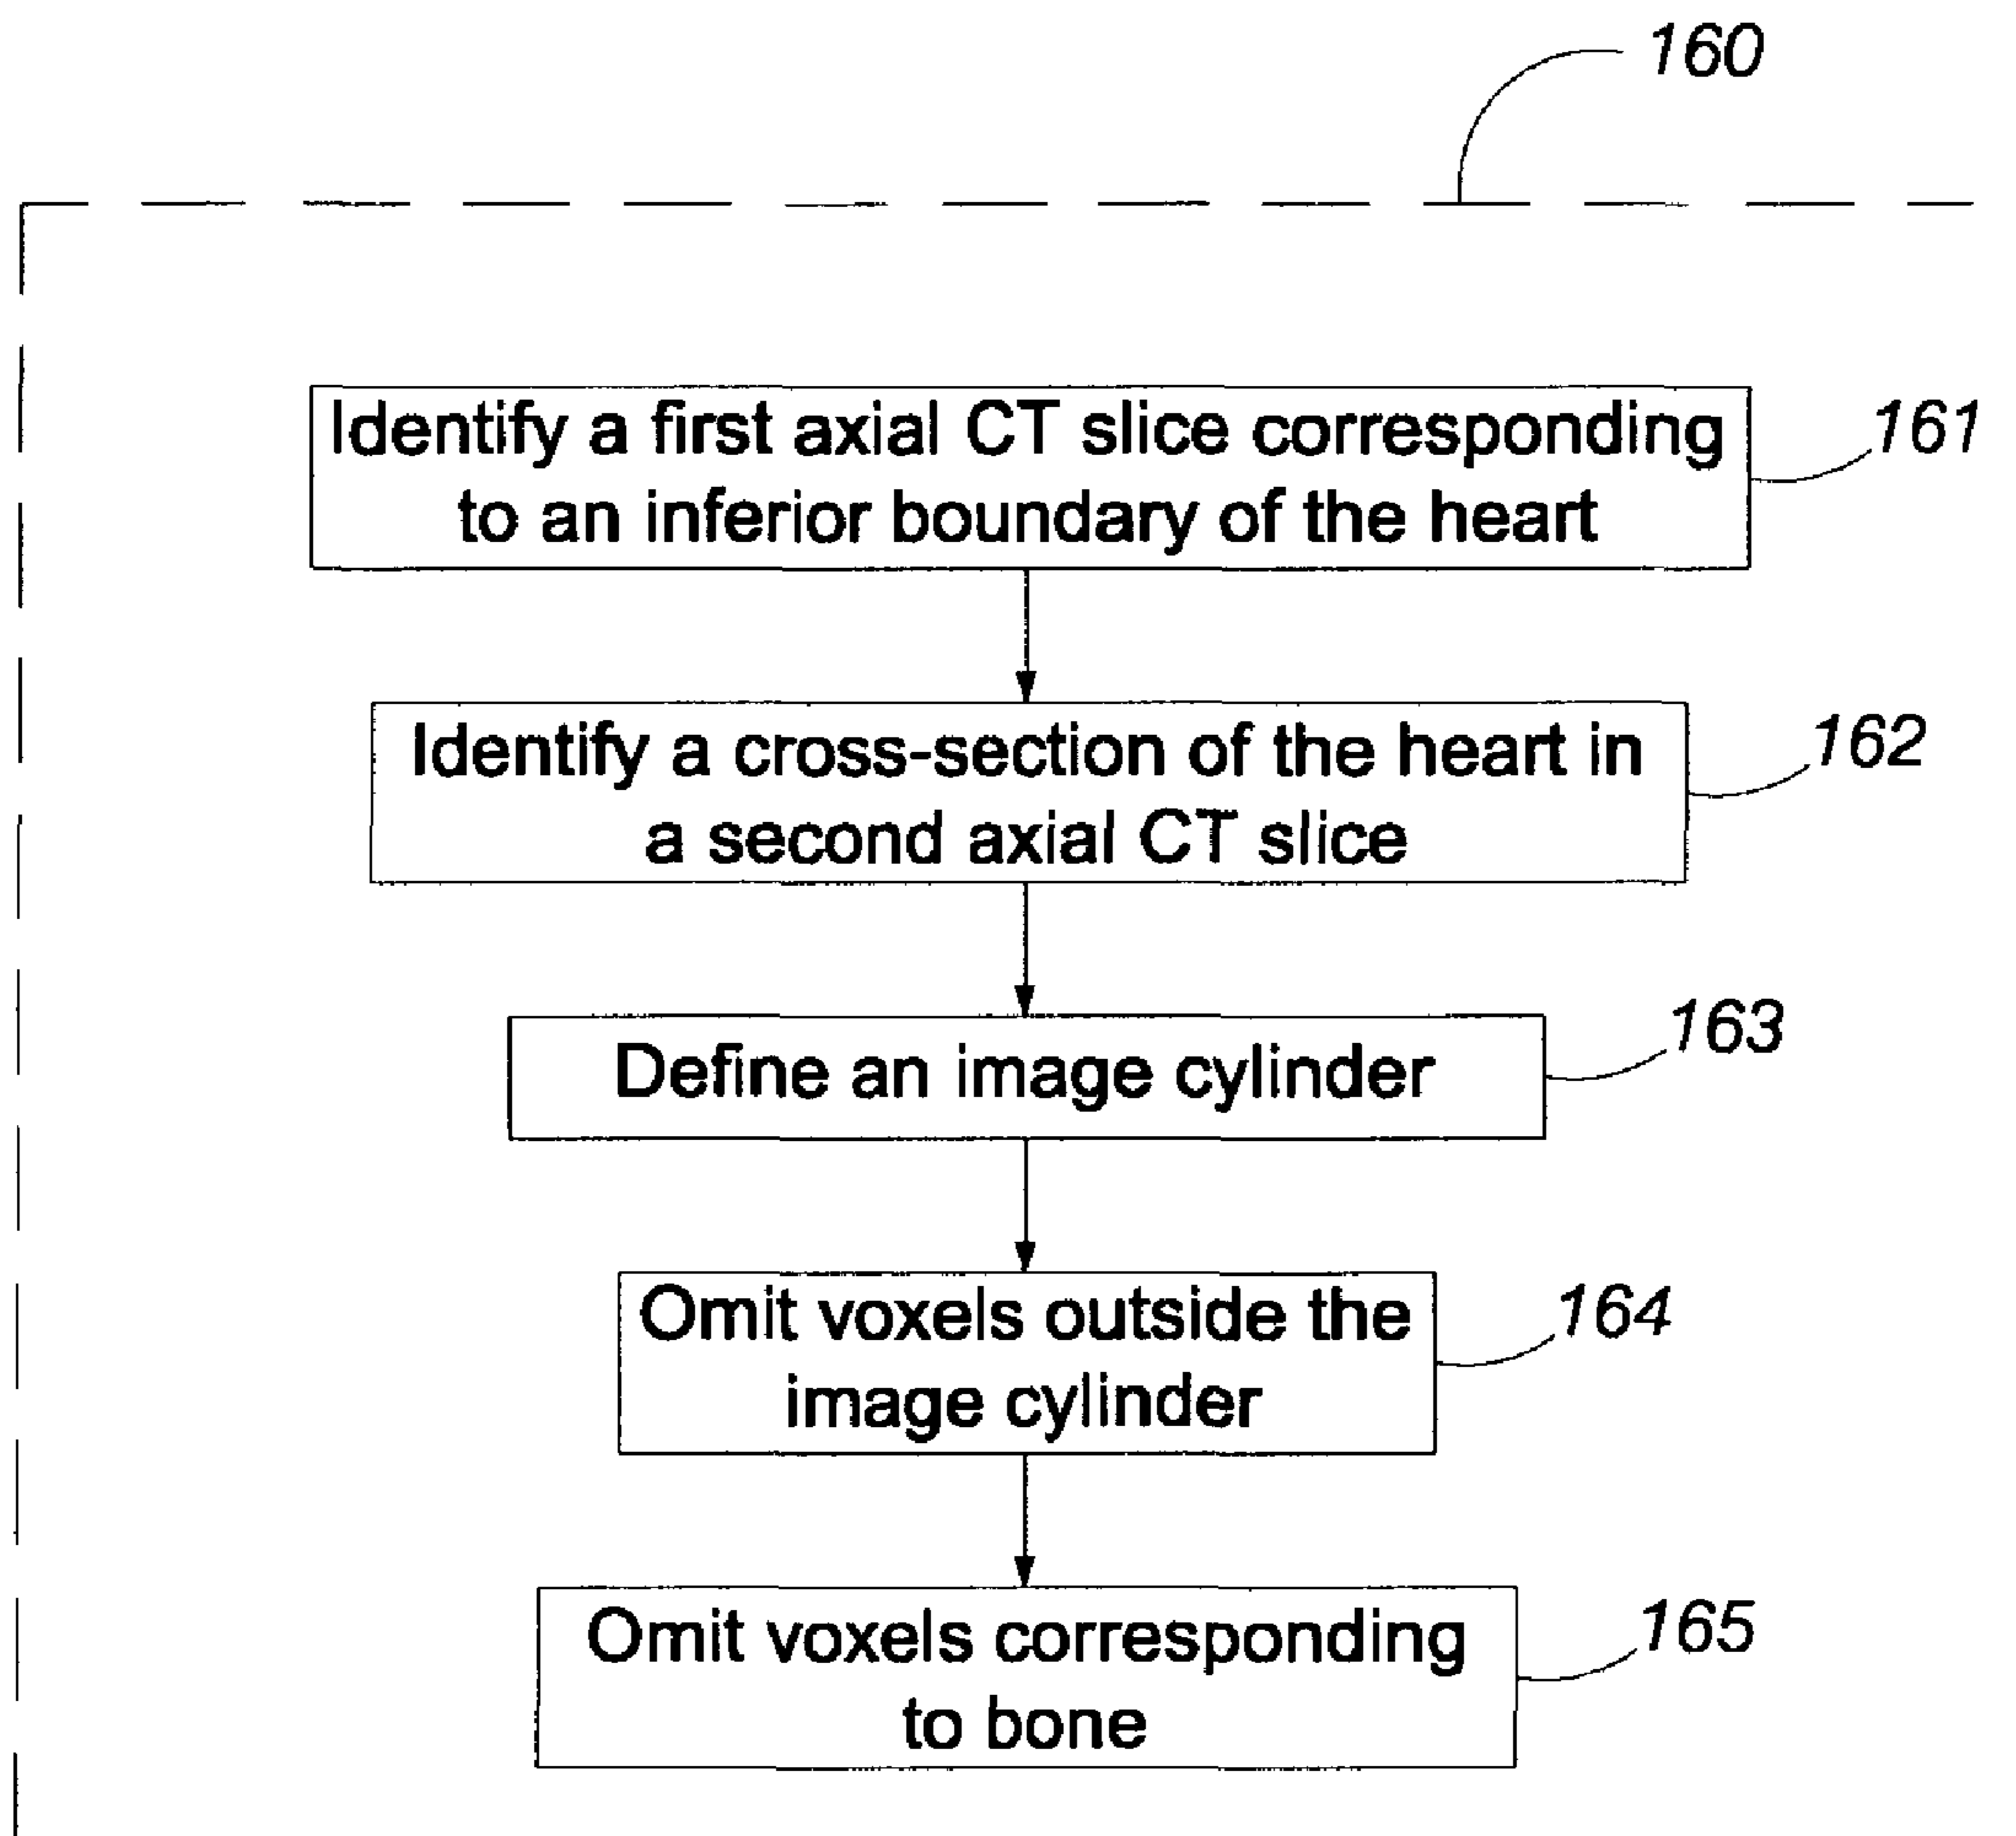 160
Identify a first axial CT slice corresponding
to an inferior boundary of the heart
161
Identify a cross-section of the heart in
a second axial CT slice
162
Define an image cylinder
163
Omit voxels outside the
image cylinder
164
Omit voxels corresponding
to bone
165